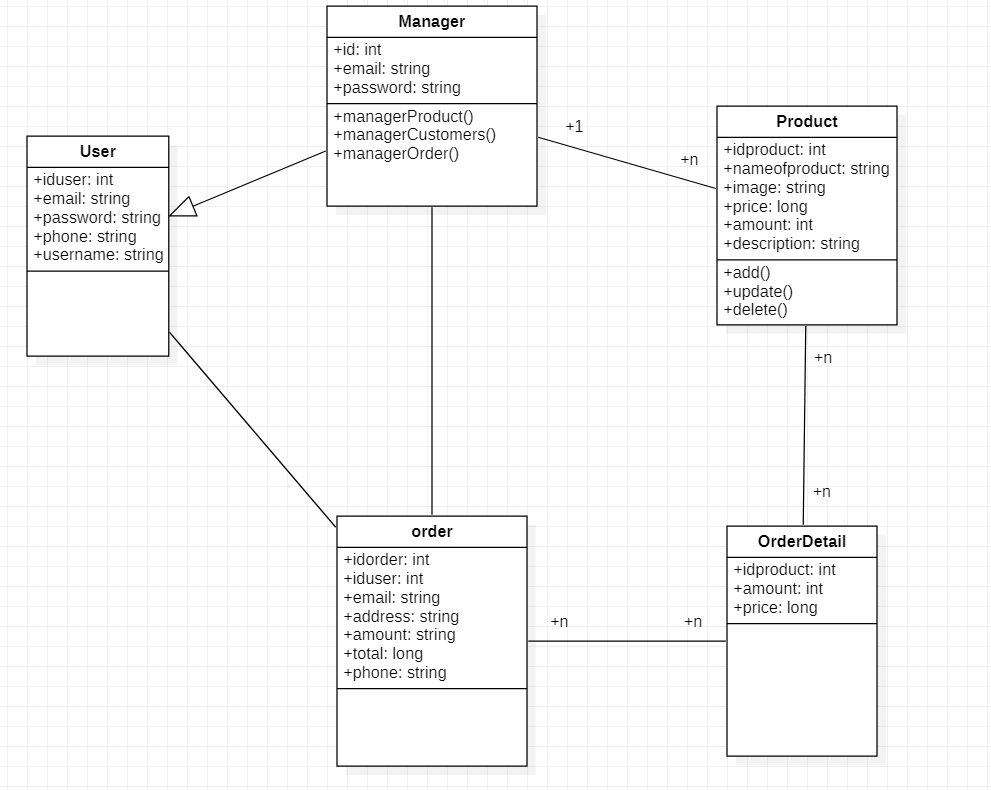 Manager
+id: int
+email: string
+password: string
+managerProduct()
+managerCustomers()
+managerOrder()
User
+iduser: int
+email: string
+password: string
+phone: string
+username: string
+1
+n
Product
+idproduct: int
+nameofproduct: string
+image: string
+price: long
+amount: int
+description: string
+add()
+update()
+delete()
+n
+n
order
+idorder: int
+iduser: int
+email: string
+address: string
+amount: string
+total: long
+phone: string
+n
+n
OrderDetail
+idproduct: int
+amount: int
+price: long